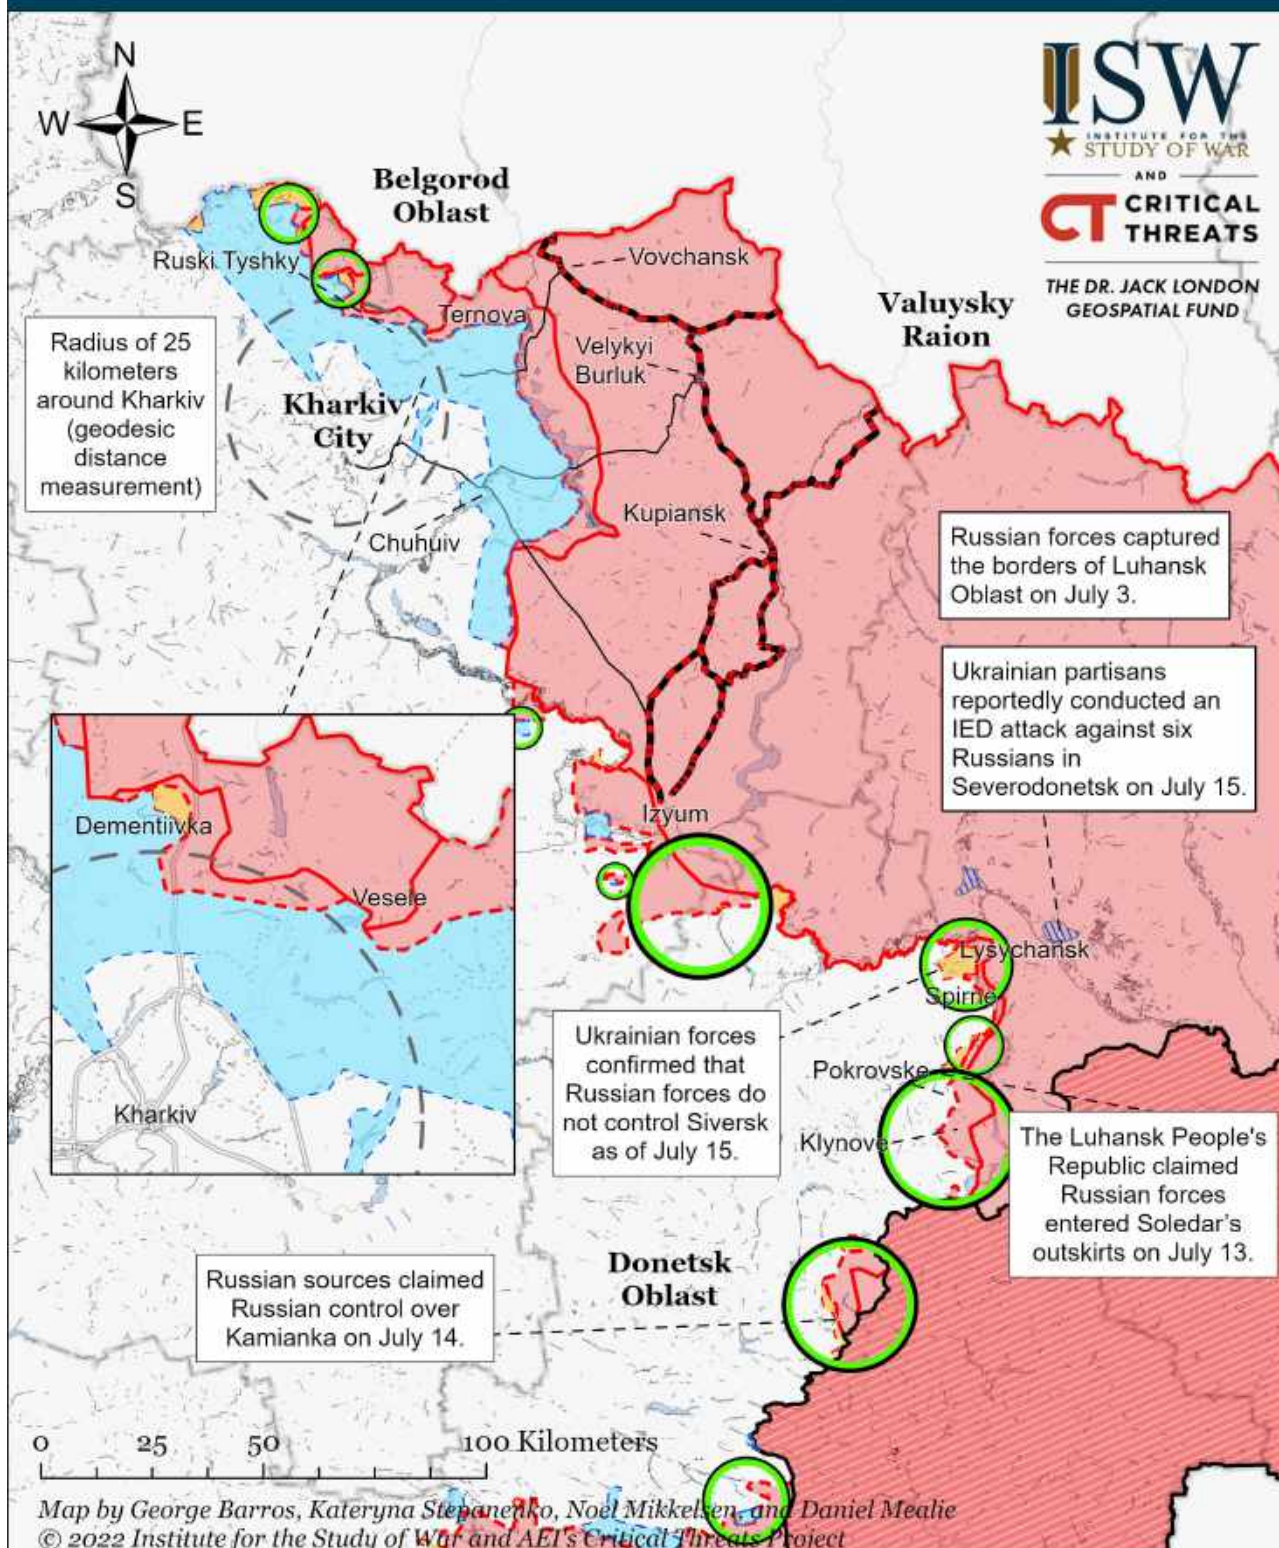 N
W E
S
ISW
INSTITUTE FOR THE
STUDY OF WAR
AND
CT CRITICAL
THREATS
THE DR. JACK LONDON
GEOSPATIAL FUND
Belgorod
Oblast
Ruski Tyshky
Vovchansk
Ternova
Valuysky
Raion
Velykyi
Burluk
Radius of 25
kilometers
around Kharkiv
(geodesic
distance
measurement)
Kharkiv
City
Kupiansk
Chuhuiv
Russian forces captured
the borders of Luhansk
Oblast on July 3.
Ukrainian partisans
reportedly conducted an
IED attack against six
Russians in
Severodonetsk on July 15.
Izyum
Dementiivka
Vesele
Kharkiv
Lysychansk
Spirne
Ukrainian forces
confirmed that
Russian forces do
not control Siversk
as of July 15.
Pokrovske
Klynove
The Luhansk People's
Republic claimed
Russian forces
entered Soledar's
outskirts on July 13.
Donetsk
Oblast
Russian sources claimed
Russian control over
Kamianka on July 14.
0 25 50 100 Kilometers
Map by George Barros, Kateryna Stepanenko, Noel Mikkelsen, and Daniel Mealie
© 2022 Institute for the Study of War and AEI's Critical Threats Project